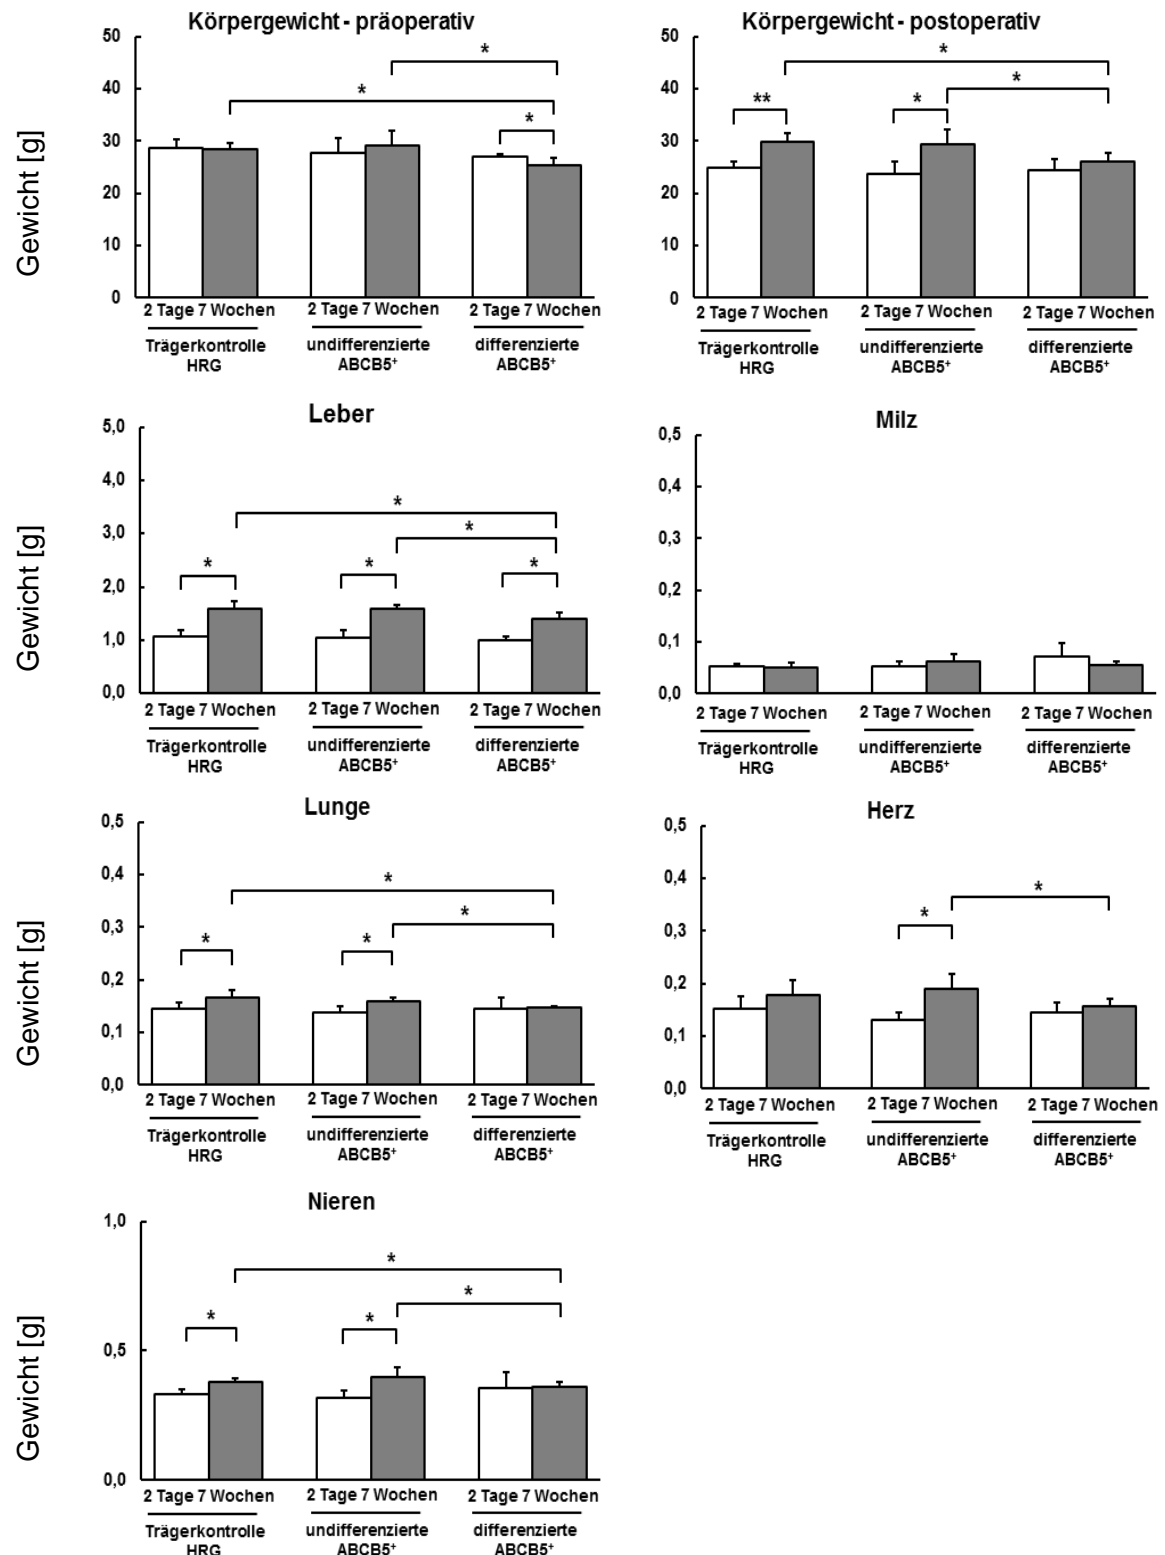 Körpergewicht - präoperativ
Gewicht [g]
50
40
30
20
10
0
*
*
*
2 Tage 7 Wochen
2 Tage 7 Wochen
2 Tage 7 Wochen
Trägerkontrolle
HRG
undifferenzierte
ABCB5⁺
differenzierte
ABCB5⁺
Körpergewicht - postoperativ
50
40
30
20
10
0
*
*
**
*
2 Tage 7 Wochen
2 Tage 7 Wochen
2 Tage 7 Wochen
Trägerkontrolle
HRG
undifferenzierte
ABCB5⁺
differenzierte
ABCB5⁺
Leber
Gewicht [g]
5,0
4,0
3,0
2,0
1,0
0,0
*
*
*
*
*
2 Tage 7 Wochen
2 Tage 7 Wochen
2 Tage 7 Wochen
Trägerkontrolle
HRG
undifferenzierte
ABCB5⁺
differenzierte
ABCB5⁺
Milz
0,5
0,4
0,3
0,2
0,1
0,0
2 Tage 7 Wochen
2 Tage 7 Wochen
2 Tage 7 Wochen
Trägerkontrolle
HRG
undifferenzierte
ABCB5⁺
differenzierte
ABCB5⁺
Lunge
Gewicht [g]
0,5
0,4
0,3
0,2
0,1
0,0
*
*
*
*
2 Tage 7 Wochen
2 Tage 7 Wochen
2 Tage 7 Wochen
Trägerkontrolle
HRG
undifferenzierte
ABCB5⁺
differenzierte
ABCB5⁺
Herz
0,5
0,4
0,3
0,2
0,1
0,0
*
*
2 Tage 7 Wochen
2 Tage 7 Wochen
2 Tage 7 Wochen
Trägerkontrolle
HRG
undifferenzierte
ABCB5⁺
differenzierte
ABCB5⁺
Nieren
Gewicht [g]
1,0
0,5
0,0
*
*
*
*
2 Tage 7 Wochen
2 Tage 7 Wochen
2 Tage 7 Wochen
Trägerkontrolle
HRG
undifferenzierte
ABCB5⁺
differenzierte
ABCB5⁺